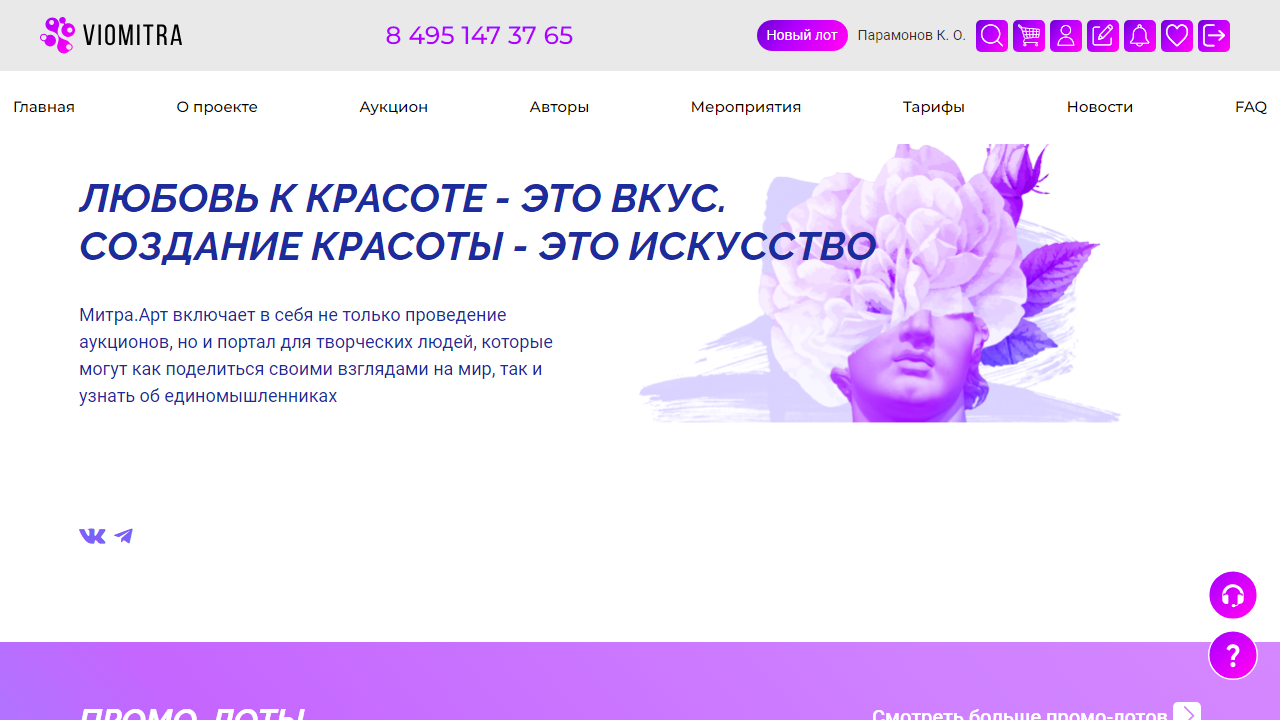 VIOMITRA
8 495 147 37 65
Новый лот
Парамонов К. О.
Главная
О проекте
Аукцион
Авторы
Мероприятия
Тарифы
Новости
FAQ
ЛЮБОВЬ К КРАСОТЕ - ЭТО ВКУС.
СОЗДАНИЕ КРАСОТЫ - ЭТО ИСКУССТВО
Митра.Арт включает в себя не только проведение
аукционов, но и портал для творческих людей, которые
могут как поделиться своими взглядами на мир, так и
узнать об единомышленниках
?
ПРОМО-ЛОТЫ
Смотреть больше промо-лотов